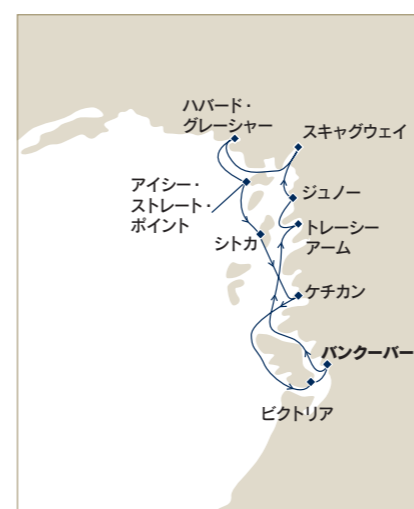 ハバード・
グレーシャー
スキャグウェイ
アイシー・
ストレート・
ポイント
ジュノー
シトカ
トレーシー
アーム
ケチカン
バンクーバー
ビクトリア